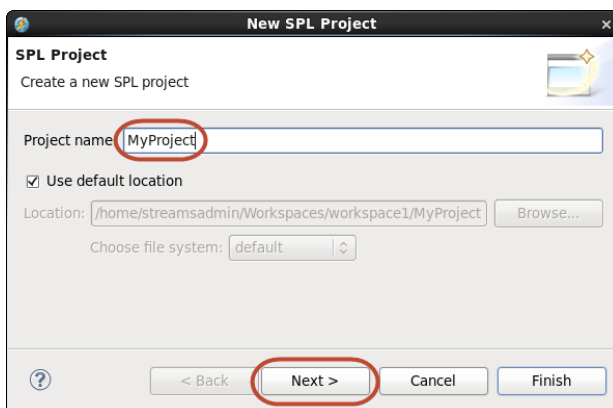 New SPL Project
SPL Project
Create a new SPL project
Project name: MyProject
Use default location
Location: /home/streamsadmin/Workspaces/workspace1/MyProject Browse...
Choose file system: default
? < Back Next > Cancel Finish